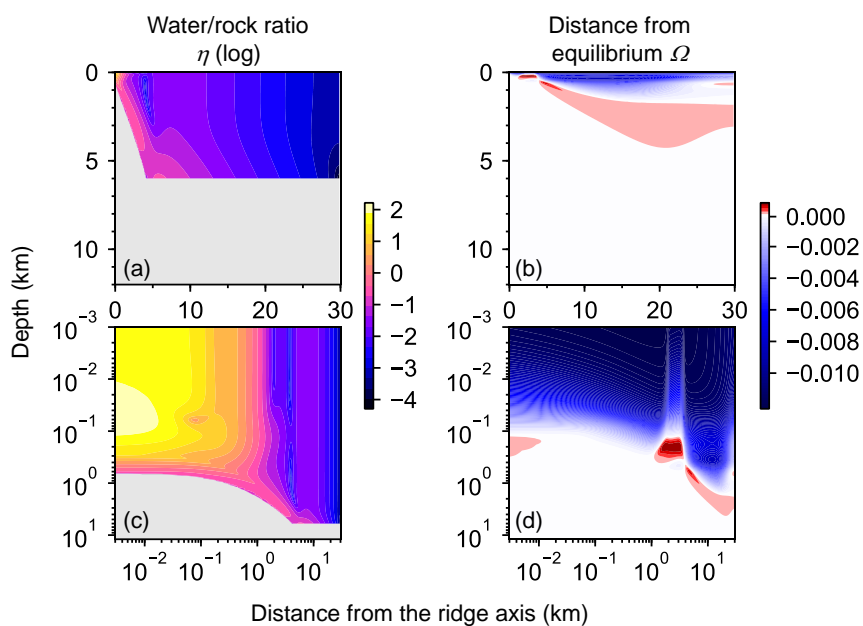 Water/rock ratio
η (log)
Distance from
equilibrium Ω
0
5
10
(a)
0 10 20 30
2
1
0
−1
−2
−3
−4
0
5
10
(b)
0 10 20 30
0.000
−0.002
−0.004
−0.006
−0.008
−0.010
Depth (km)
10⁻³
10⁻²
10⁻¹
10⁰
10¹
(c)
10⁻² 10⁻¹ 10⁰ 10¹
10⁻³
10⁻²
10⁻¹
10⁰
10¹
(d)
10⁻² 10⁻¹ 10⁰ 10¹
Distance from the ridge axis (km)